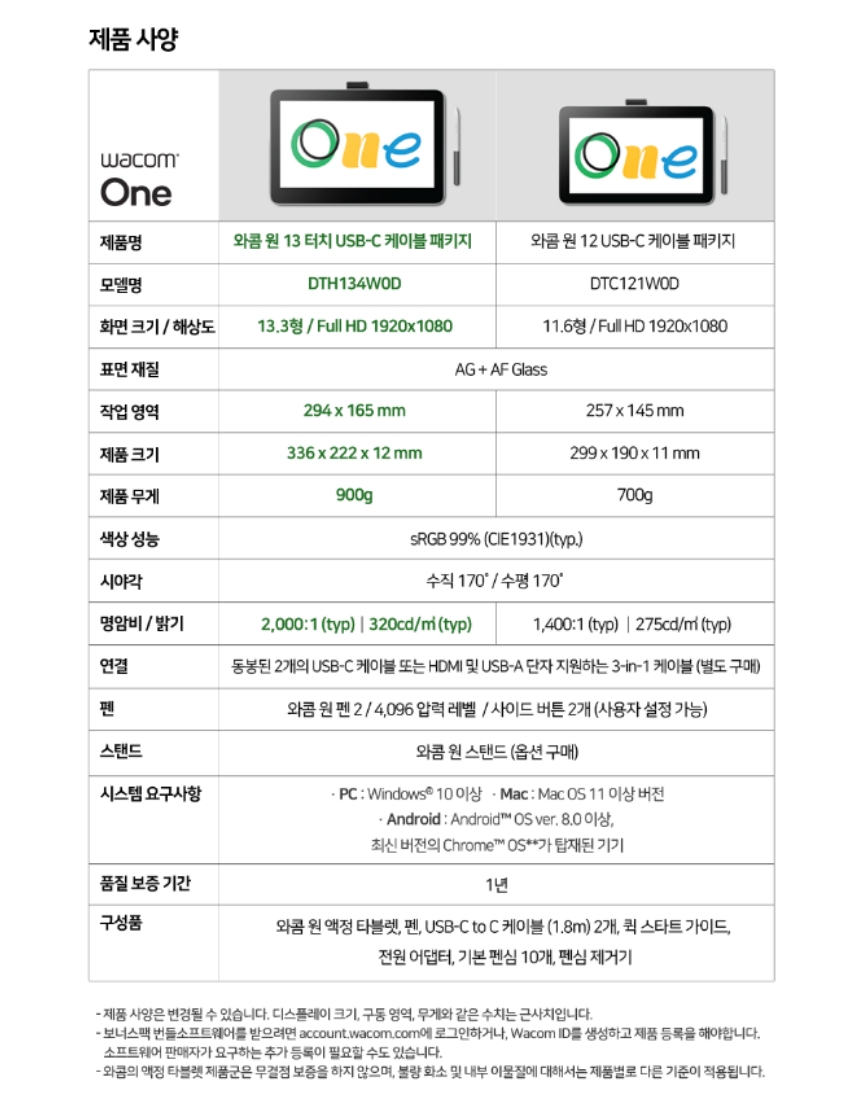 제품 사양
wacom
One
One
One
제품명
와콤 원 13 터치 USB-C 케이블 패키지
와콤 원 12 USB-C 케이블 패키지
모델명
DTH134W0D
DTC121W0D
화면 크기 / 해상도
13.3형 / Full HD 1920x1080
11.6형 / Full HD 1920x1080
표면 재질
AG + AF Glass
작업 영역
294 x 165 mm
257 x 145 mm
제품 크기
336 x 222 x 12 mm
299 x 190 x 11 mm
제품 무게
900g
700g
색상 성능
sRGB 99% (CIE1931)(typ.)
시야각
수직 170˚ / 수평 170˚
명암비 / 밝기
2,000:1 (typ) | 320cd/㎡ (typ)
1,400:1 (typ) | 275cd/㎡ (typ)
연결
동봉된 2개의 USB-C 케이블 또는 HDMI 및 USB-A 단자 지원하는 3-in-1 케이블 (별도 구매)
펜
와콤 원 펜 2 / 4,096 압력 레벨 / 사이드 버튼 2개 (사용자 설정 가능)
스탠드
와콤 원 스탠드 (옵션 구매)
시스템 요구사항
· PC : Windows® 10 이상 · Mac : Mac OS 11 이상 버전
· Android : Android™ OS ver. 8.0 이상,
최신 버전의 Chrome™ OS**가 탑재된 기기
품질 보증 기간
1년
구성품
와콤 원 액정 타블렛, 펜, USB-C to C 케이블 (1.8m) 2개, 퀵 스타트 가이드,
전원 어댑터, 기본 펜심 10개, 펜심 제거기
- 제품 사양은 변경될 수 있습니다. 디스플레이 크기, 구동 영역, 무게와 같은 수치는 근사치입니다.
- 보너스팩 번들소프트웨어를 받으려면 account.wacom.com에 로그인하거나, Wacom ID를 생성하고 제품 등록을 해야합니다.
소프트웨어 판매자가 요구하는 추가 등록이 필요할 수도 있습니다.
- 와콤의 액정 타블렛 제품군은 무결점 보증을 하지 않으며, 불량 화소 및 내부 이물질에 대해서는 제품별로 다른 기준이 적용됩니다.